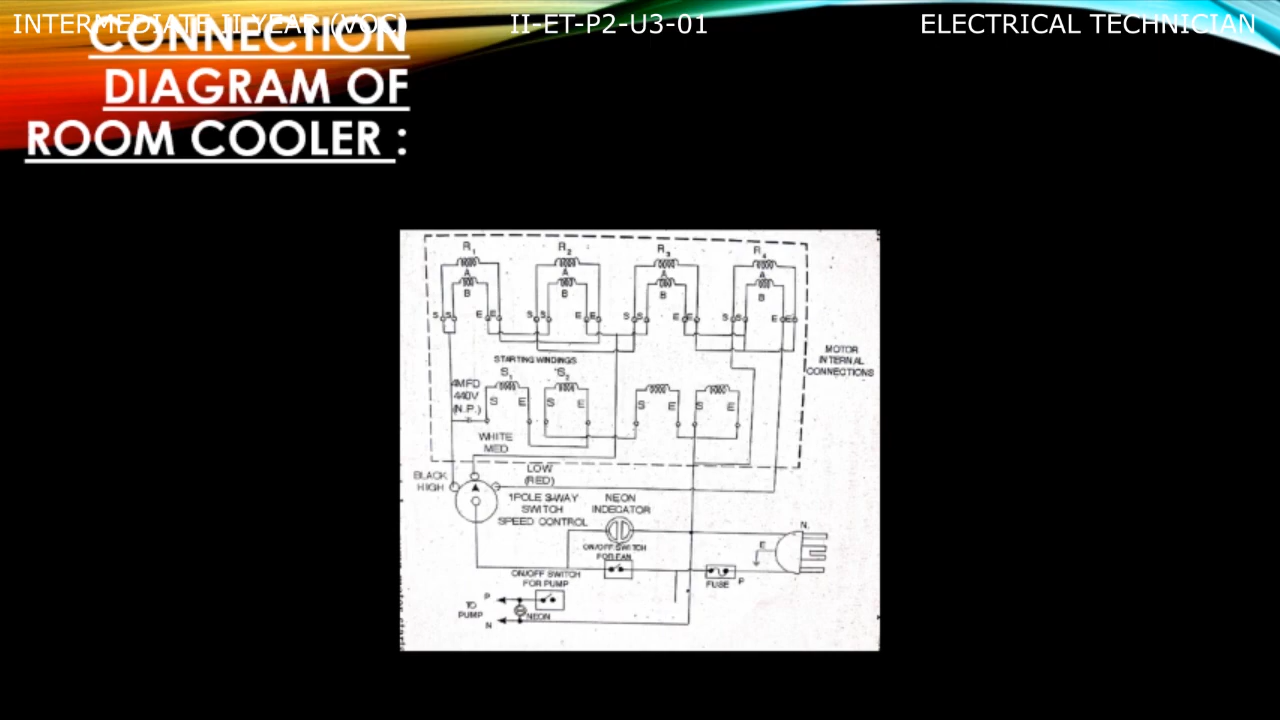 INTERMEDIATE II YEAR (VOC) II-ET-P2-U3-01 ELECTRICAL TECHNICIAN
CONNECTION
DIAGRAM OF
ROOM COOLER :
R1 R2 R3 R4
A A A
B B B B
S S E E S S E E S S E E S S E E
STARTING WINDINGS
S1 S2
MOTOR
INTERNAL
CONNECTIONS
4MFD
440V
(N.P.)
S E S E S E S E
WHITE
MED
LOW
(RED)
BLACK
HIGH
1POLE 3-WAY
SWITCH
SPEED CONTROL
NEON
INDECATOR
N.
E
ON/OFF SWITCH
FOR FAN
ON/OFF SWITCH
FOR PUMP
FUSE P
P
TO
PUMP
NEON
N